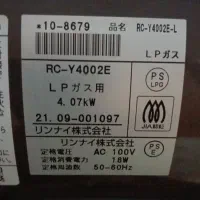 *10-8679 品名 RC-Y4002E-L
LPガス
RC-Y4002E
LPガス用
4.07kW
21.09-001097
リンナイ株式会社
リンナイ株式会社
定格電圧 AC 100V
定格消費電力 18W
定格周波数 50-60Hz
PS
LPG
JIA
PS
E